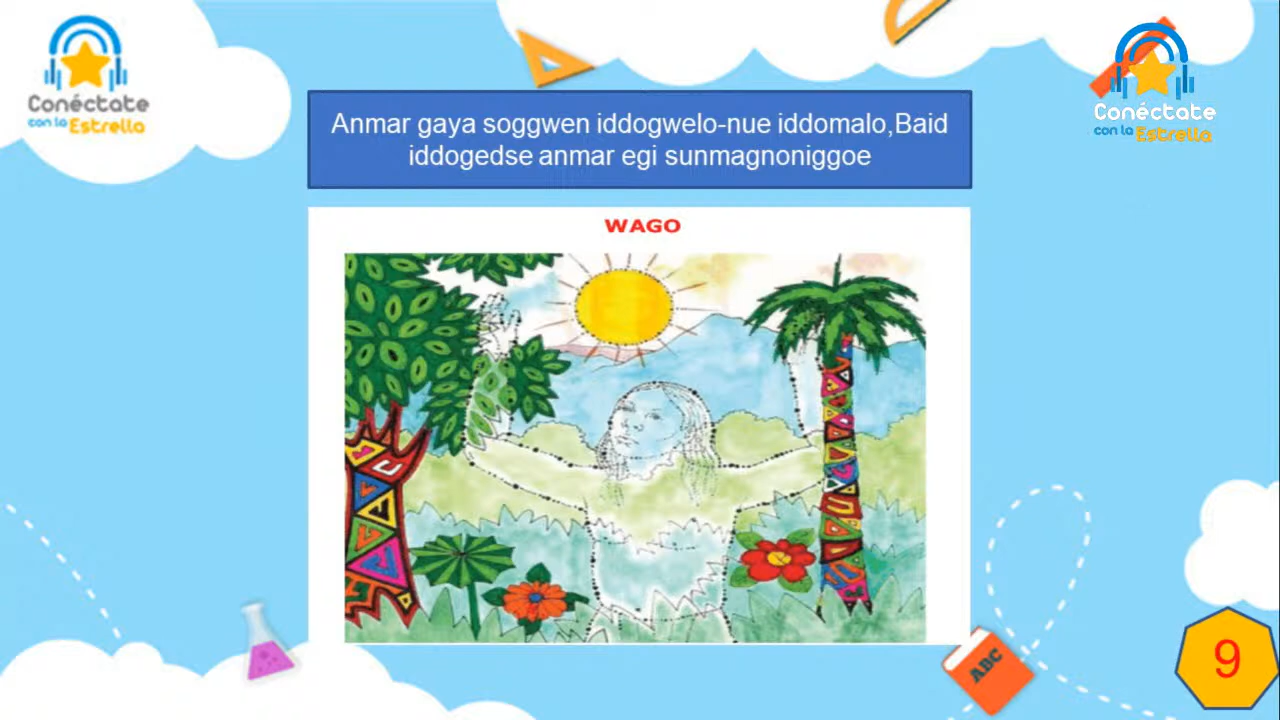 Conéctate
con la Estrella
Conéctate
con la Estrella
Anmar gaya soggwen iddogwelo-nue iddomalo,Baid
iddogedse anmar egi sunmagnoniggoe
WAGO
ABC
9